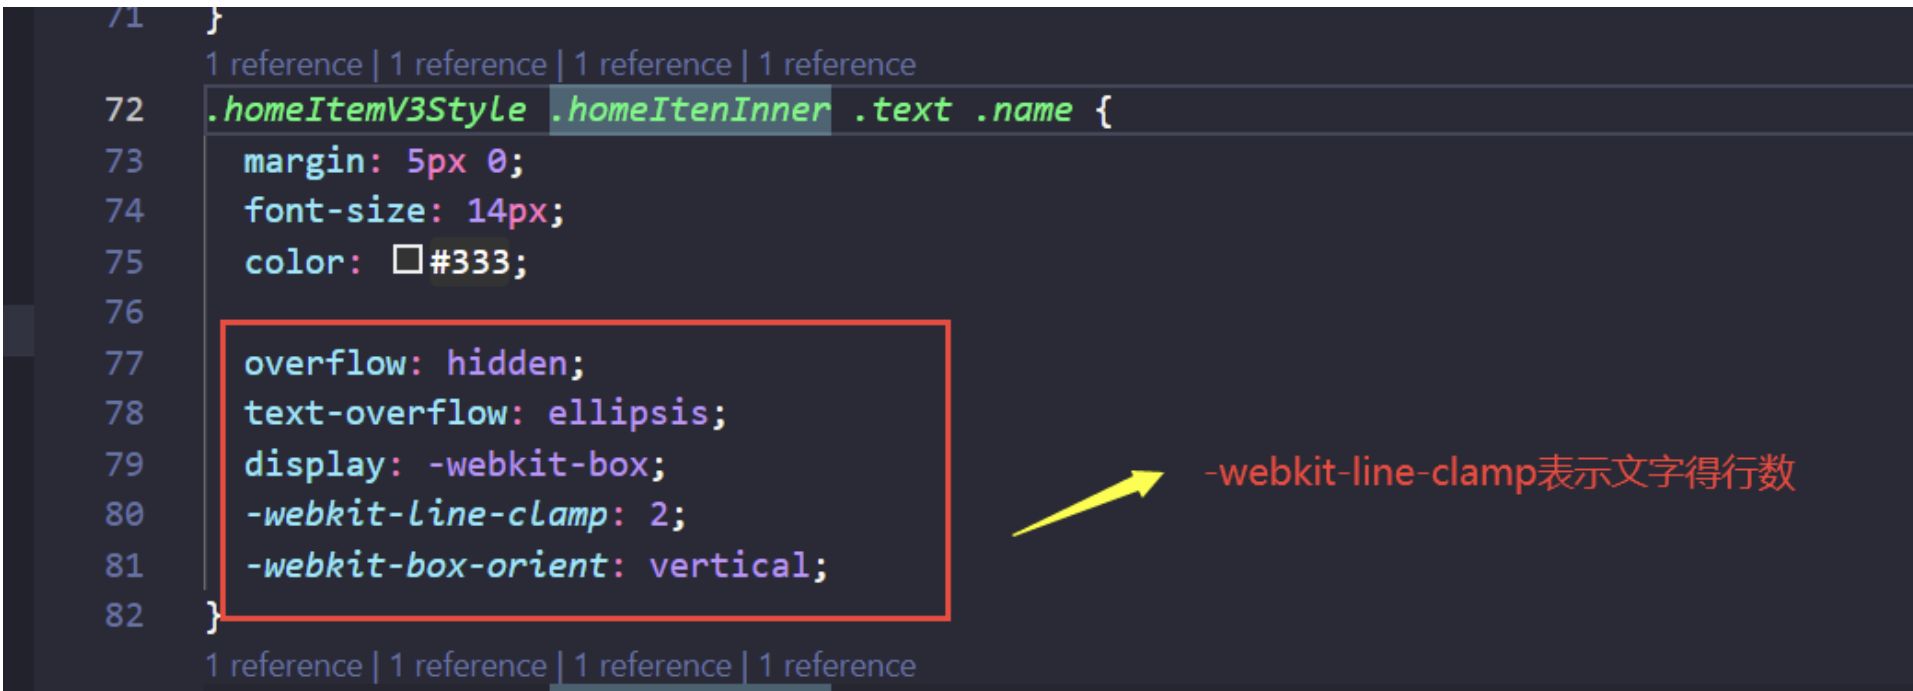 71 }
1 reference | 1 reference | 1 reference | 1 reference
72 .homeItemV3Style .homeItenInner .text .name {
73 margin: 5px 0;
74 font-size: 14px;
75 color: #333;
76
77 overflow: hidden;
78 text-overflow: ellipsis;
79 display: -webkit-box;
-webkit-line-clamp表示文字得行数
80 -webkit-line-clamp: 2;
81 -webkit-box-orient: vertical;
82 }
1 reference | 1 reference | 1 reference | 1 reference